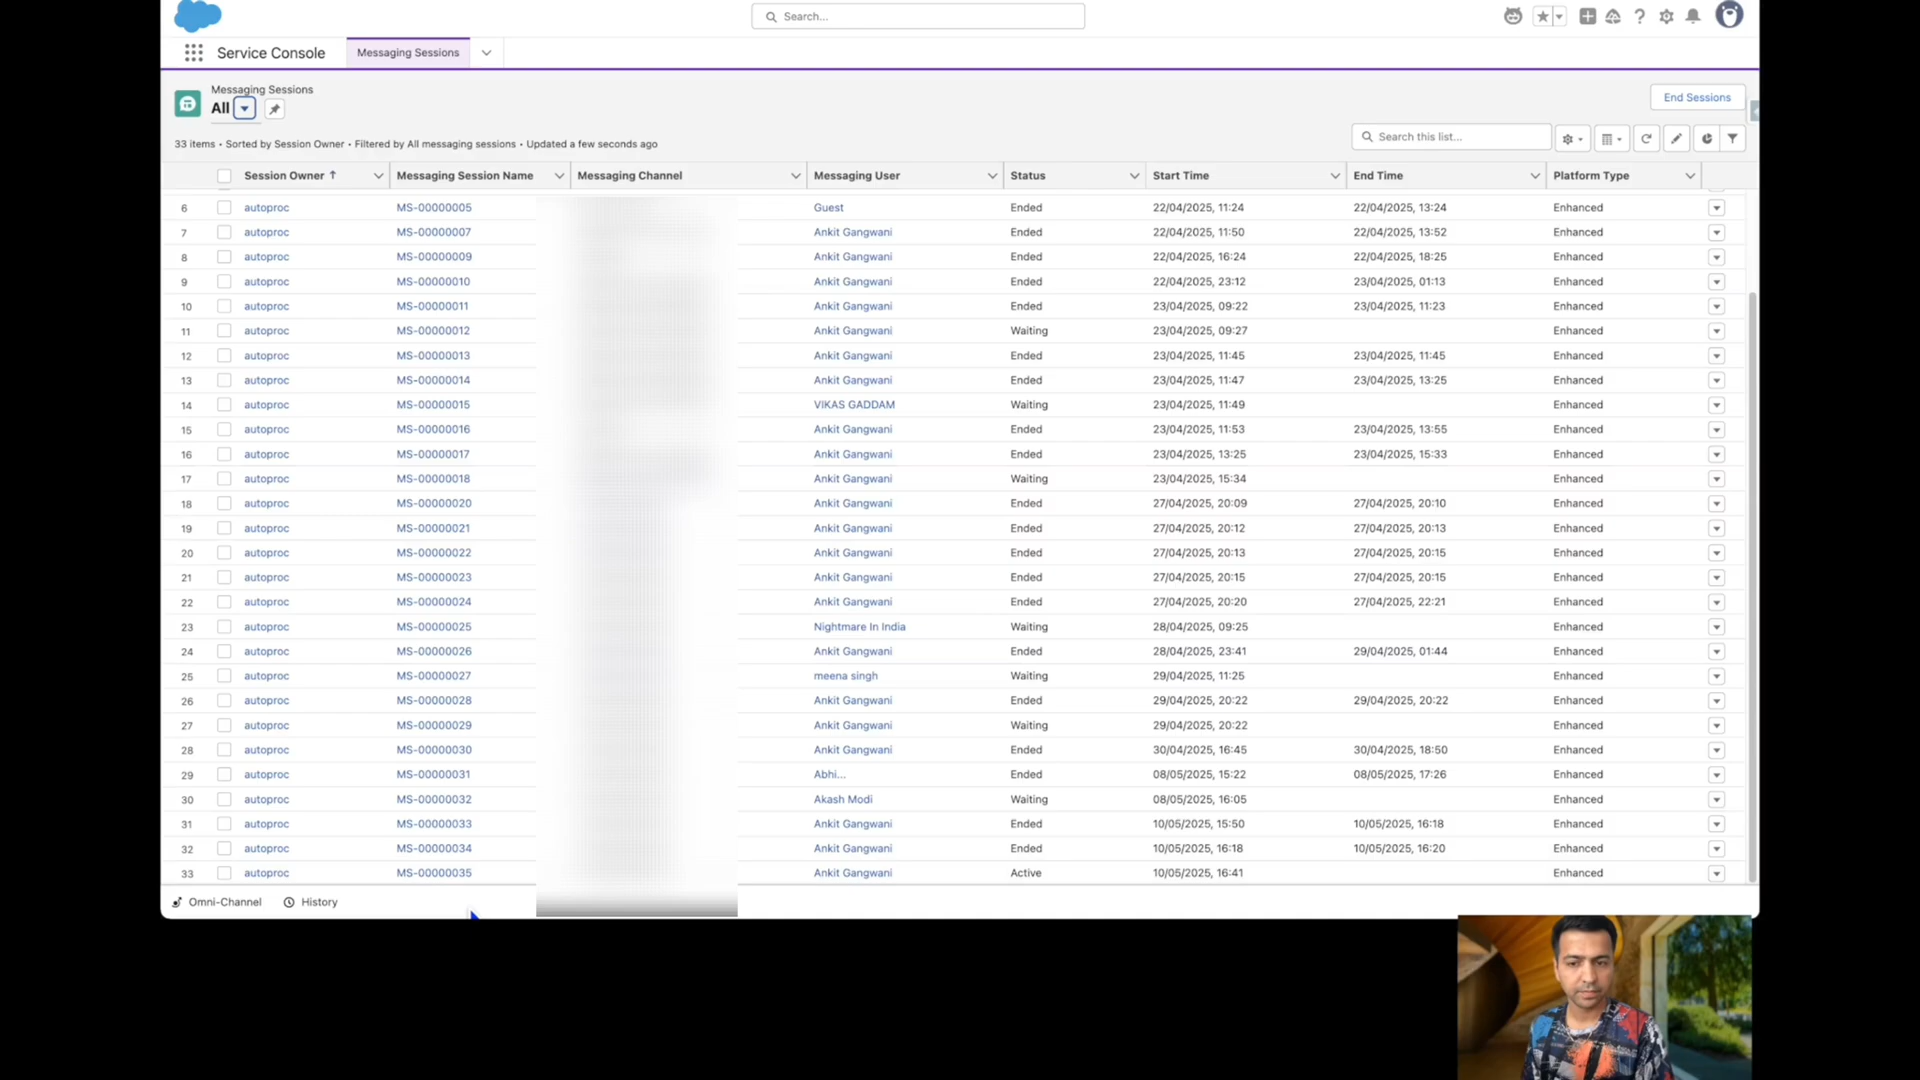 Search...
Service Console
Messaging Sessions
Messaging Sessions
All
End Sessions
33 items • Sorted by Session Owner • Filtered by All messaging sessions • Updated a few seconds ago
Search this list...
Session Owner ↑ Messaging Session Name Messaging Channel Messaging User Status Start Time End Time Platform Type
6 autoproc MS-00000005 Guest Ended 22/04/2025, 11:24 22/04/2025, 13:24 Enhanced
7 autoproc MS-00000007 Ankit Gangwani Ended 22/04/2025, 11:50 22/04/2025, 13:52 Enhanced
8 autoproc MS-00000009 Ankit Gangwani Ended 22/04/2025, 16:24 22/04/2025, 18:25 Enhanced
9 autoproc MS-00000010 Ankit Gangwani Ended 22/04/2025, 23:12 23/04/2025, 01:13 Enhanced
10 autoproc MS-00000011 Ankit Gangwani Ended 23/04/2025, 09:22 23/04/2025, 11:23 Enhanced
11 autoproc MS-00000012 Ankit Gangwani Waiting 23/04/2025, 09:27 Enhanced
12 autoproc MS-00000013 Ankit Gangwani Ended 23/04/2025, 11:45 23/04/2025, 11:45 Enhanced
13 autoproc MS-00000014 Ankit Gangwani Ended 23/04/2025, 11:47 23/04/2025, 13:25 Enhanced
14 autoproc MS-00000015 VIKAS GADDAM Waiting 23/04/2025, 11:49 Enhanced
15 autoproc MS-00000016 Ankit Gangwani Ended 23/04/2025, 11:53 23/04/2025, 13:55 Enhanced
16 autoproc MS-00000017 Ankit Gangwani Ended 23/04/2025, 13:25 23/04/2025, 15:33 Enhanced
17 autoproc MS-00000018 Ankit Gangwani Waiting 23/04/2025, 15:34 Enhanced
18 autoproc MS-00000020 Ankit Gangwani Ended 27/04/2025, 20:09 27/04/2025, 20:10 Enhanced
19 autoproc MS-00000021 Ankit Gangwani Ended 27/04/2025, 20:12 27/04/2025, 20:13 Enhanced
20 autoproc MS-00000022 Ankit Gangwani Ended 27/04/2025, 20:13 27/04/2025, 20:15 Enhanced
21 autoproc MS-00000023 Ankit Gangwani Ended 27/04/2025, 20:15 27/04/2025, 20:15 Enhanced
22 autoproc MS-00000024 Ankit Gangwani Ended 27/04/2025, 20:20 27/04/2025, 22:21 Enhanced
23 autoproc MS-00000025 Nightmare In India Waiting 28/04/2025, 09:25 Enhanced
24 autoproc MS-00000026 Ankit Gangwani Ended 28/04/2025, 23:41 29/04/2025, 01:44 Enhanced
25 autoproc MS-00000027 meena singh Waiting 29/04/2025, 11:25 Enhanced
26 autoproc MS-00000028 Ankit Gangwani Ended 29/04/2025, 20:22 29/04/2025, 20:22 Enhanced
27 autoproc MS-00000029 Ankit Gangwani Waiting 29/04/2025, 20:22 Enhanced
28 autoproc MS-00000030 Ankit Gangwani Ended 30/04/2025, 16:45 30/04/2025, 18:50 Enhanced
29 autoproc MS-00000031 Abhi... Ended 08/05/2025, 15:22 08/05/2025, 17:26 Enhanced
30 autoproc MS-00000032 Akash Modi Waiting 08/05/2025, 16:05 Enhanced
31 autoproc MS-00000033 Ankit Gangwani Ended 10/05/2025, 15:50 10/05/2025, 16:18 Enhanced
32 autoproc MS-00000034 Ankit Gangwani Ended 10/05/2025, 16:18 10/05/2025, 16:20 Enhanced
33 autoproc MS-00000035 Ankit Gangwani Active 10/05/2025, 16:41 Enhanced
Omni-Channel History